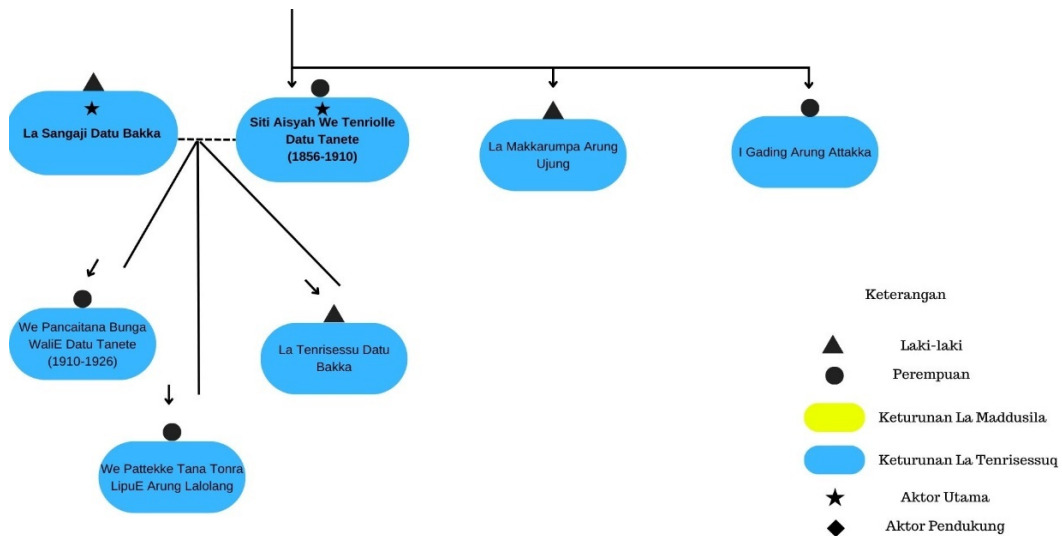 La Sangaji Datu Bakka
Siti Aisyah We Tenriolle
Datu Tanete
(1856-1910)
La Makkarumpa Arung
Ujung
I Gading Arung Attakka
We Pancaitana Bunga
WaliE Datu Tanete
(1910-1926)
La Tenrisessu Datu
Bakka
We Pattekke Tana Tonra
LipuE Arung Lalolang
Keterangan
Laki-laki
Perempuan
Keturunan La Maddusila
Keturunan La Tenrisessuq
Aktor Utama
Aktor Pendukung